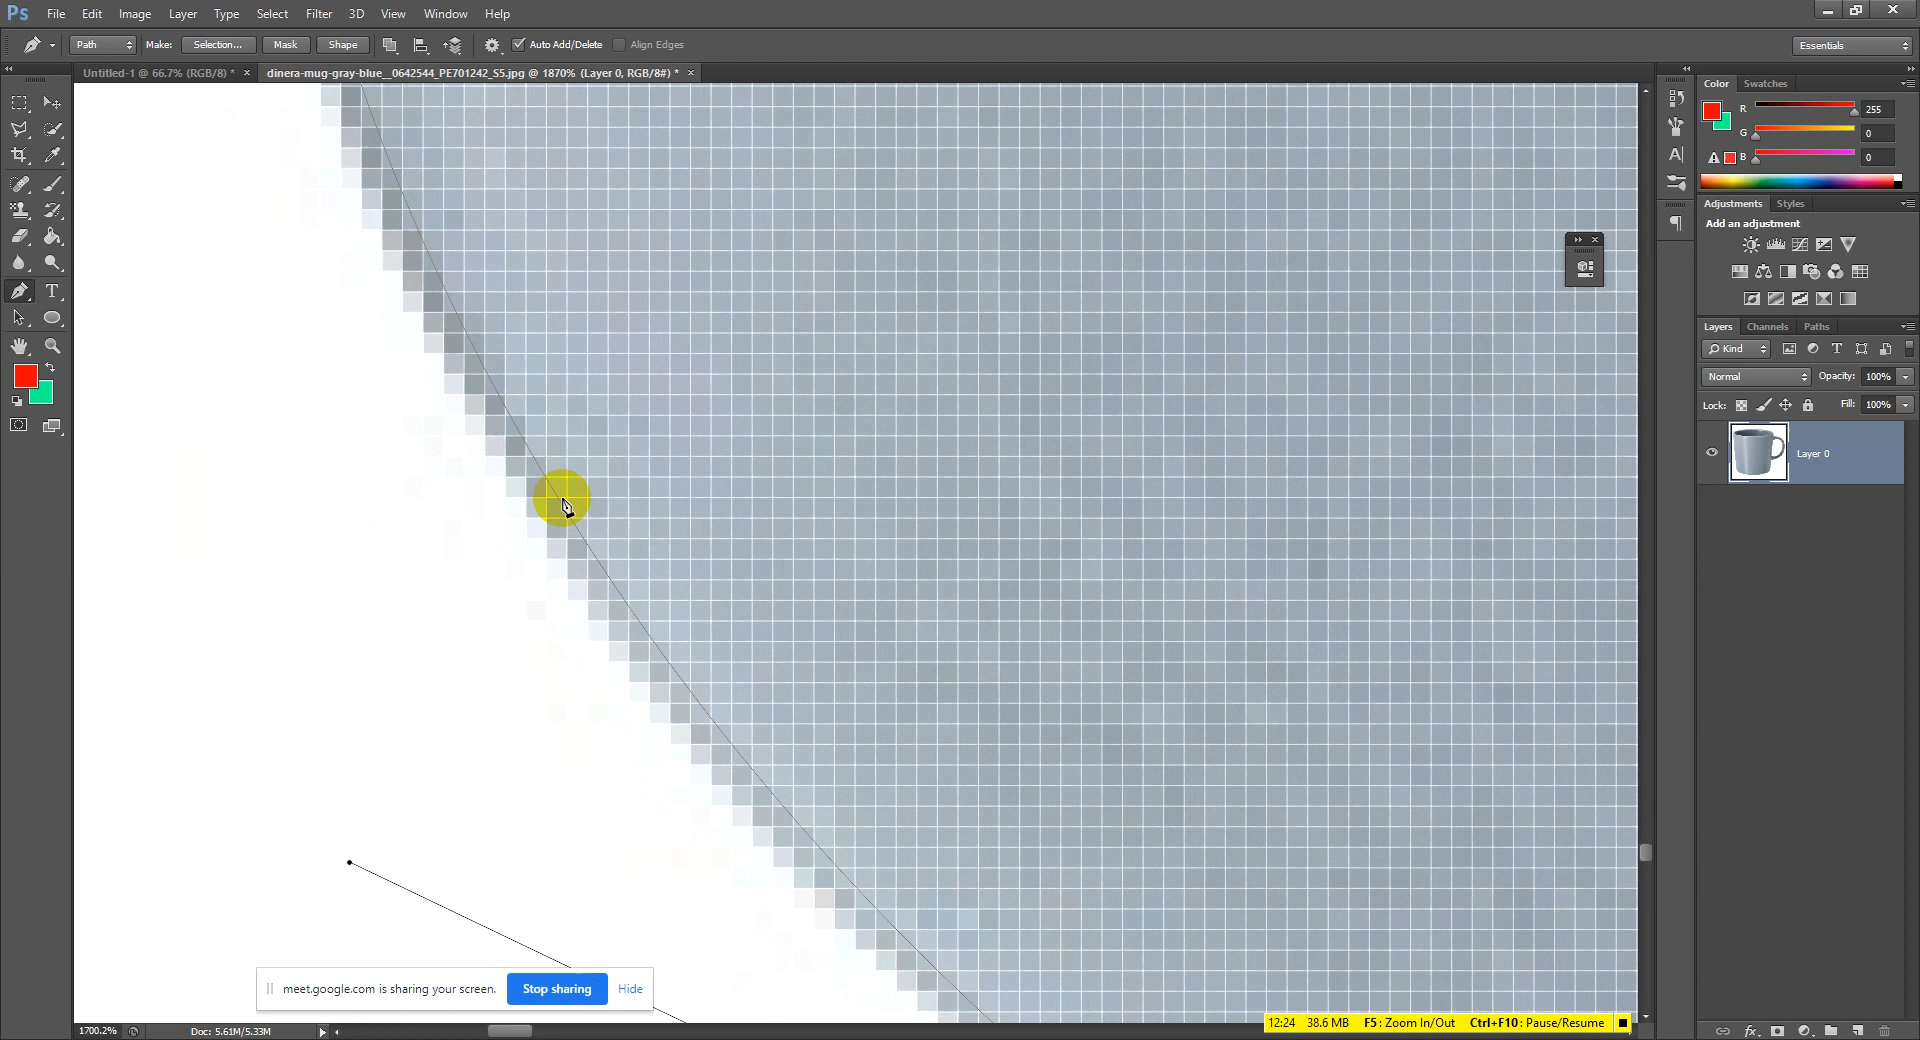 Ps File Edit Image Layer Type Select Filter 3D View Window Help
Path Make: Selection... Mask Shape Auto Add/Delete Align Edges Essentials
Untitled-1 @ 66.7% (RGB/8) * × dinera-mug-gray-blue__0642544_PE701242_S5.jpg @ 1870% (Layer 0, RGB/8#) * ×
Color Swatches
R 255
G 0
B 0
Adjustments Styles
Add an adjustment
Layers Channels Paths
Kind
Normal Opacity: 100%
Lock: Fill: 100%
Layer 0
meet.google.com is sharing your screen. Stop sharing Hide
1700.2% Doc: 5.61M/5.33M
12:24 38.6 MB F5: Zoom In/Out Ctrl+F10: Pause/Resume